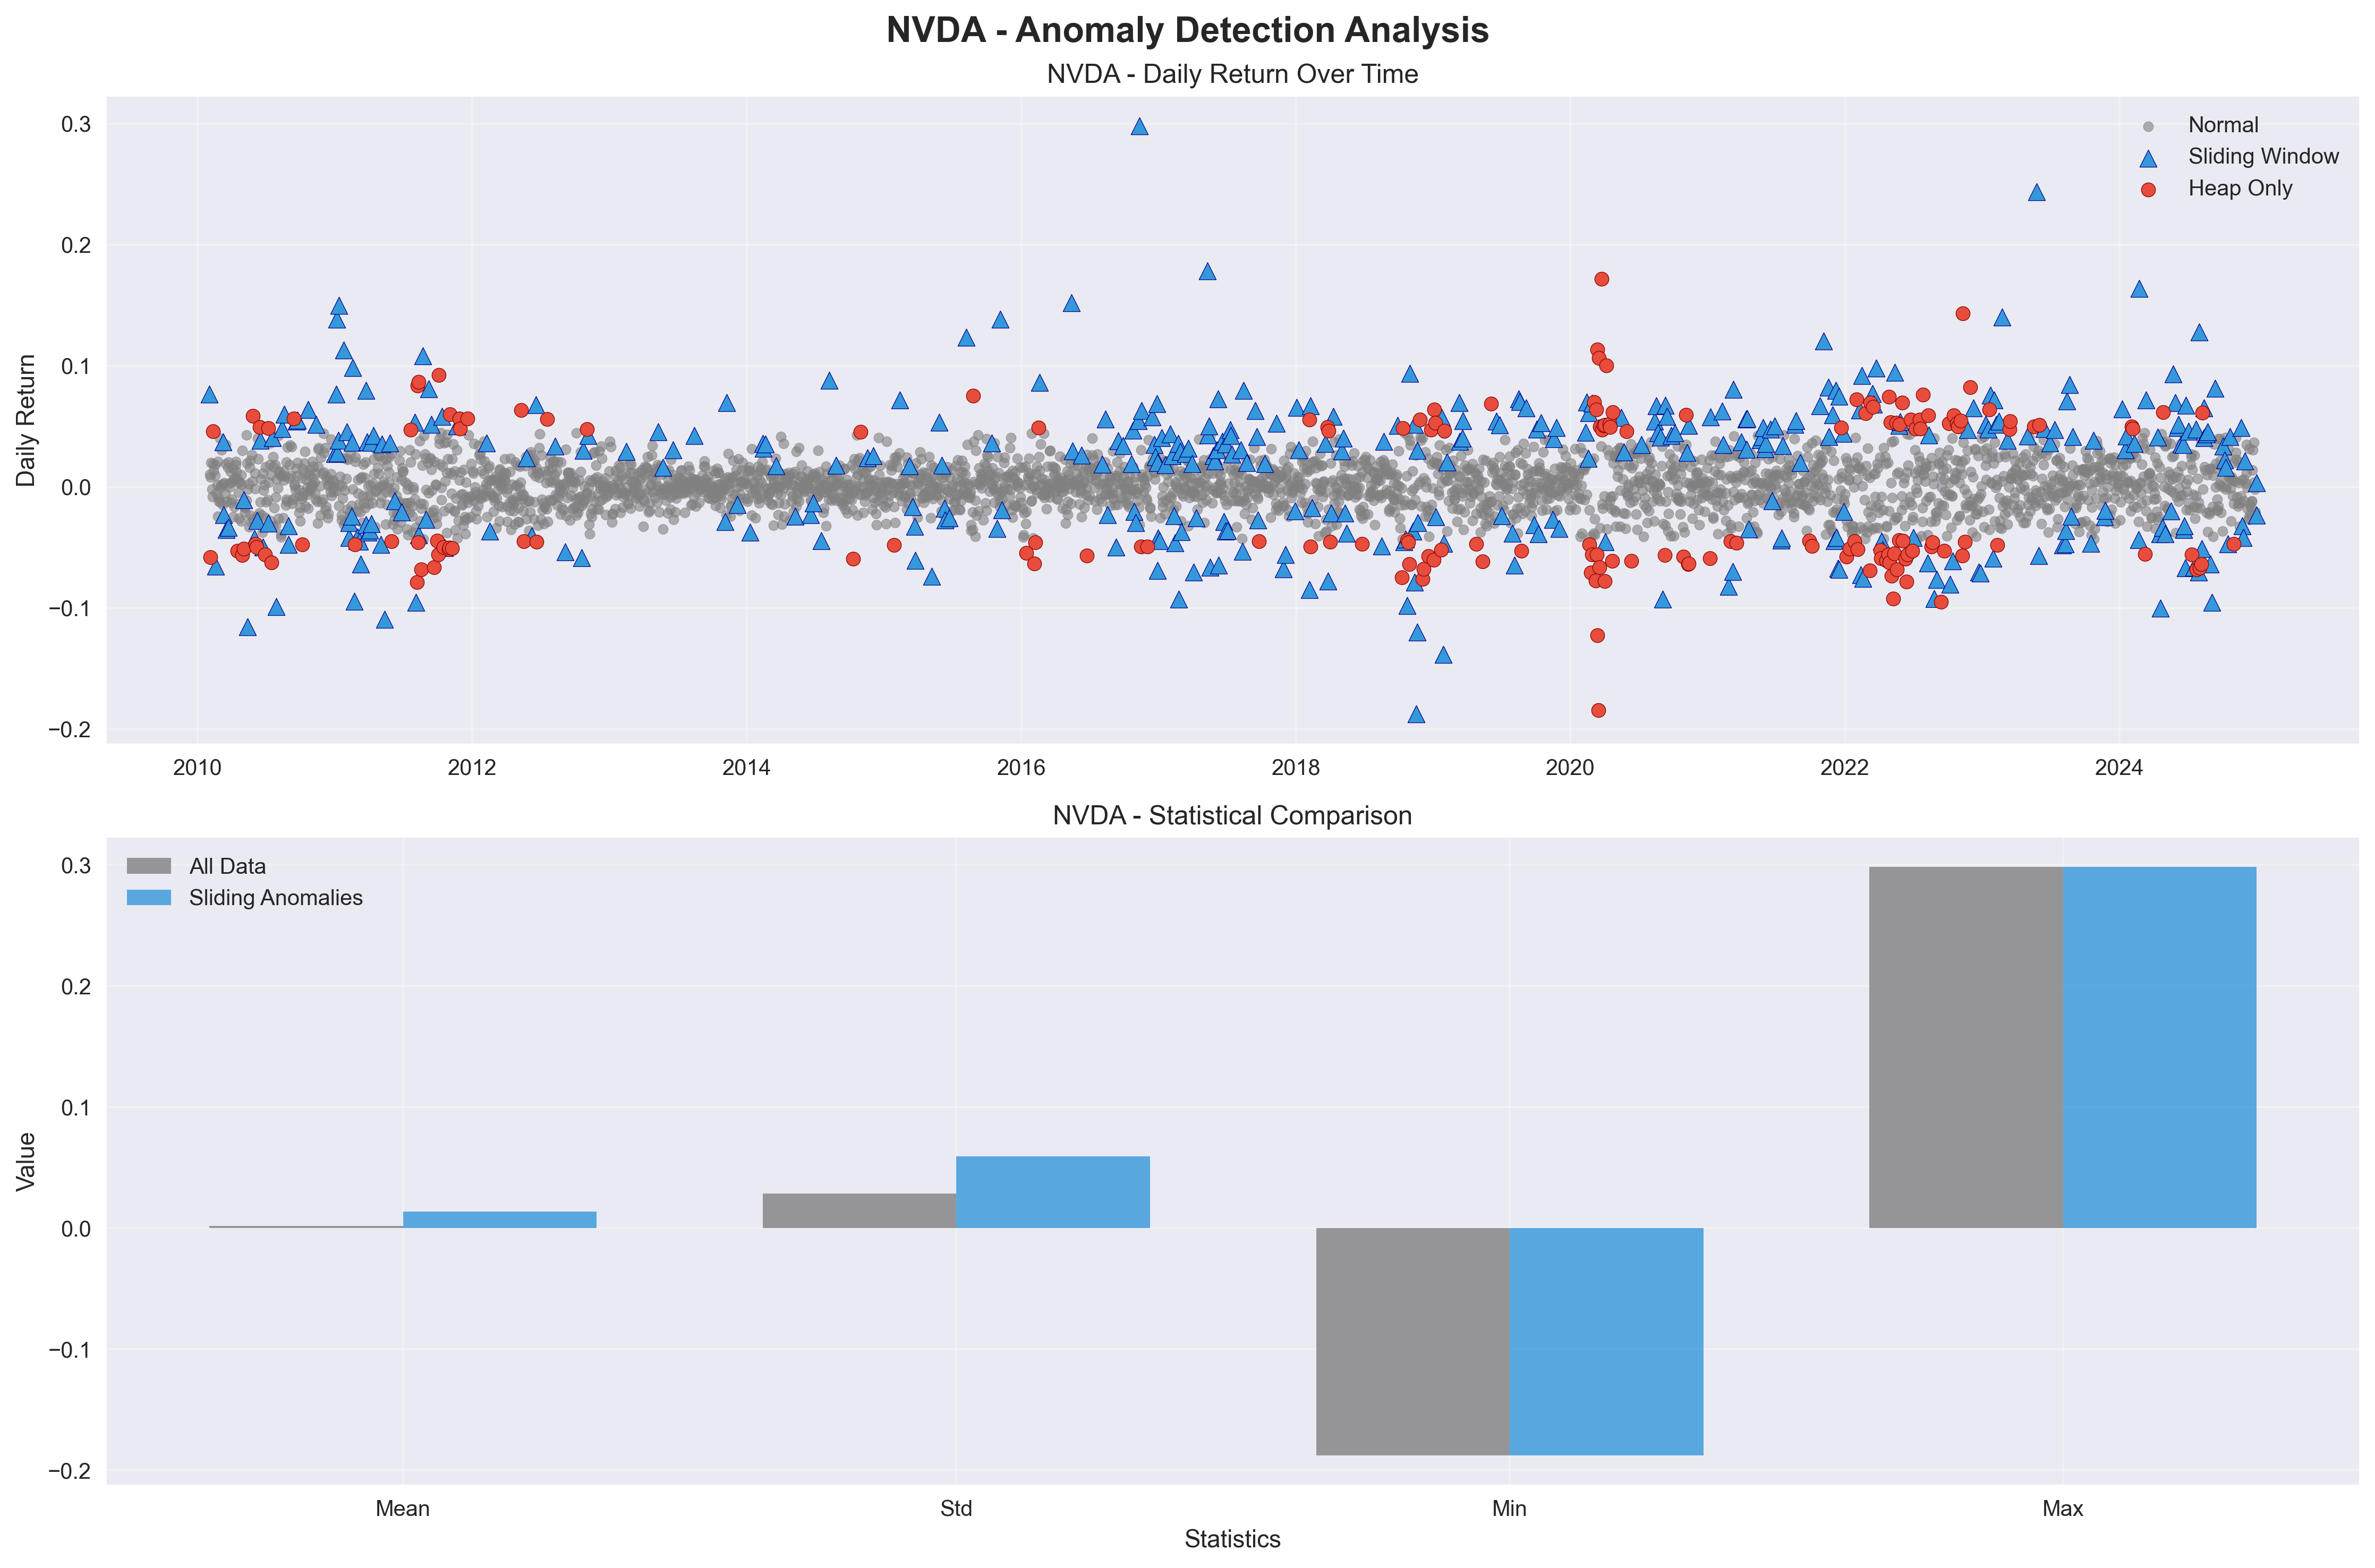 NVDA - Anomaly Detection Analysis
NVDA - Daily Return Over Time
Daily Return
0.3
0.2
0.1
0.0
−0.1
−0.2
Normal
Sliding Window
Heap Only
2010 2012 2014 2016 2018 2020 2022 2024
NVDA - Statistical Comparison
Value
0.3
0.2
0.1
0.0
−0.1
−0.2
All Data
Sliding Anomalies
Mean Std Min Max
Statistics